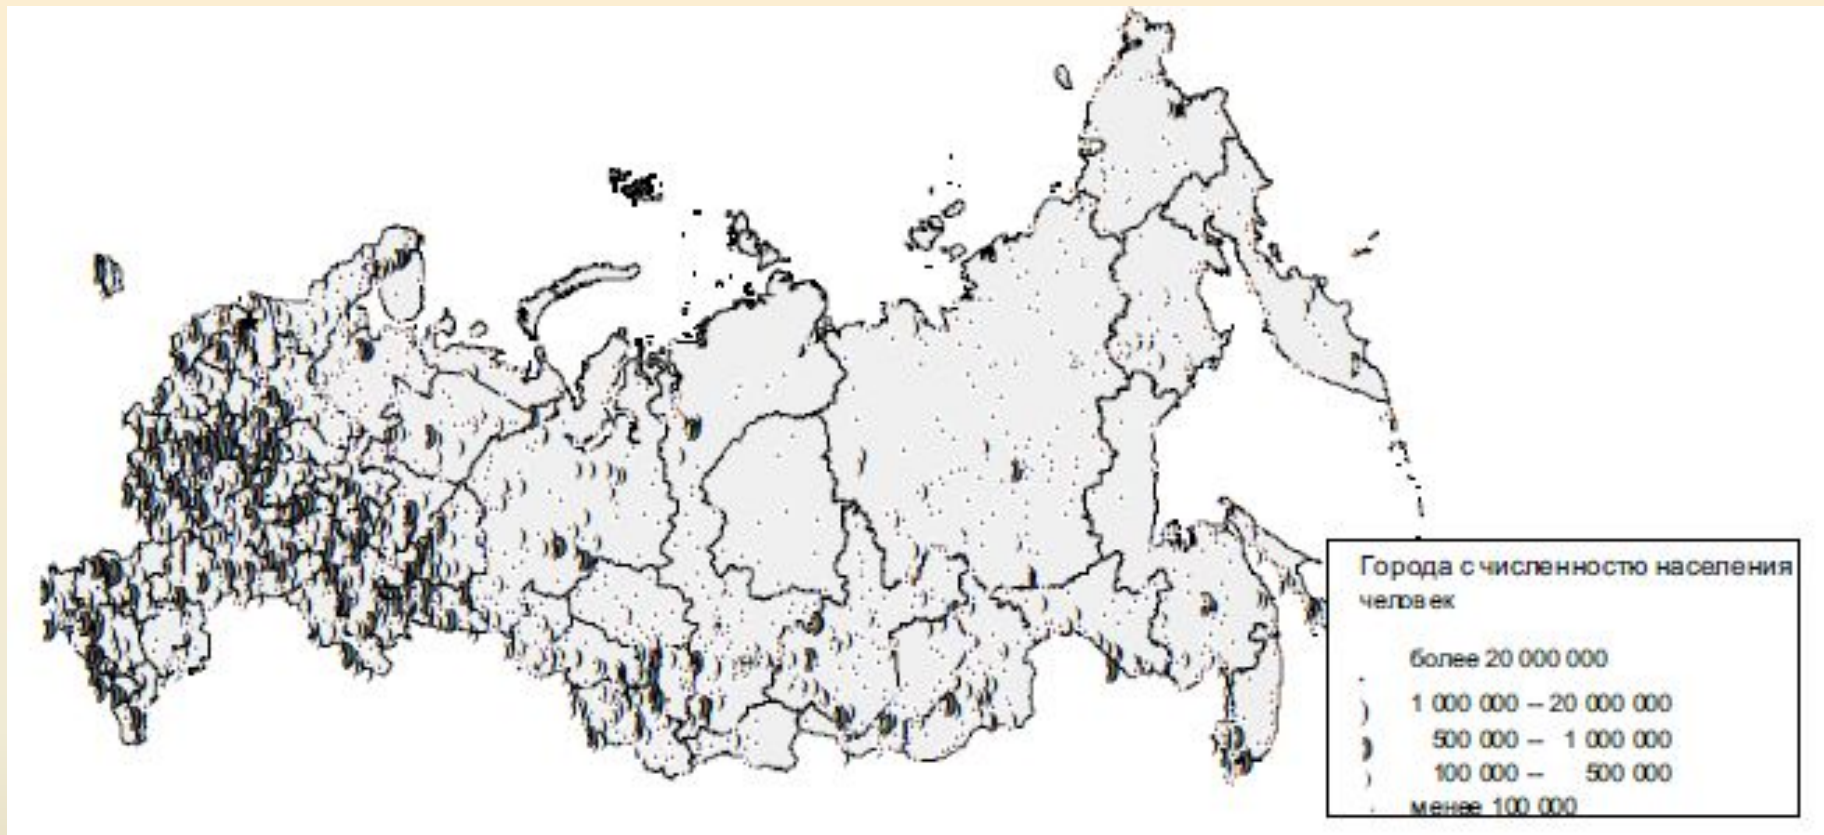 Города с численностю населения
человек
более 20 000 000
1 000 000 – 20 000 000
500 000 – 1 000 000
100 000 – 500 000
менее 100 000